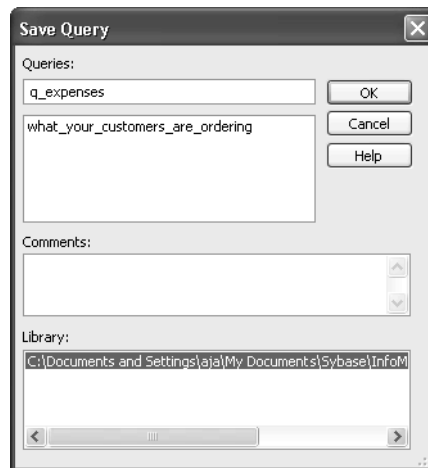 Save Query
Queries:
q_expenses
OK
what_your_customers_are_ordering
Cancel
Help
Comments:
Library:
C:\Documents and Settings\aja\My Documents\Sybase\InfoM